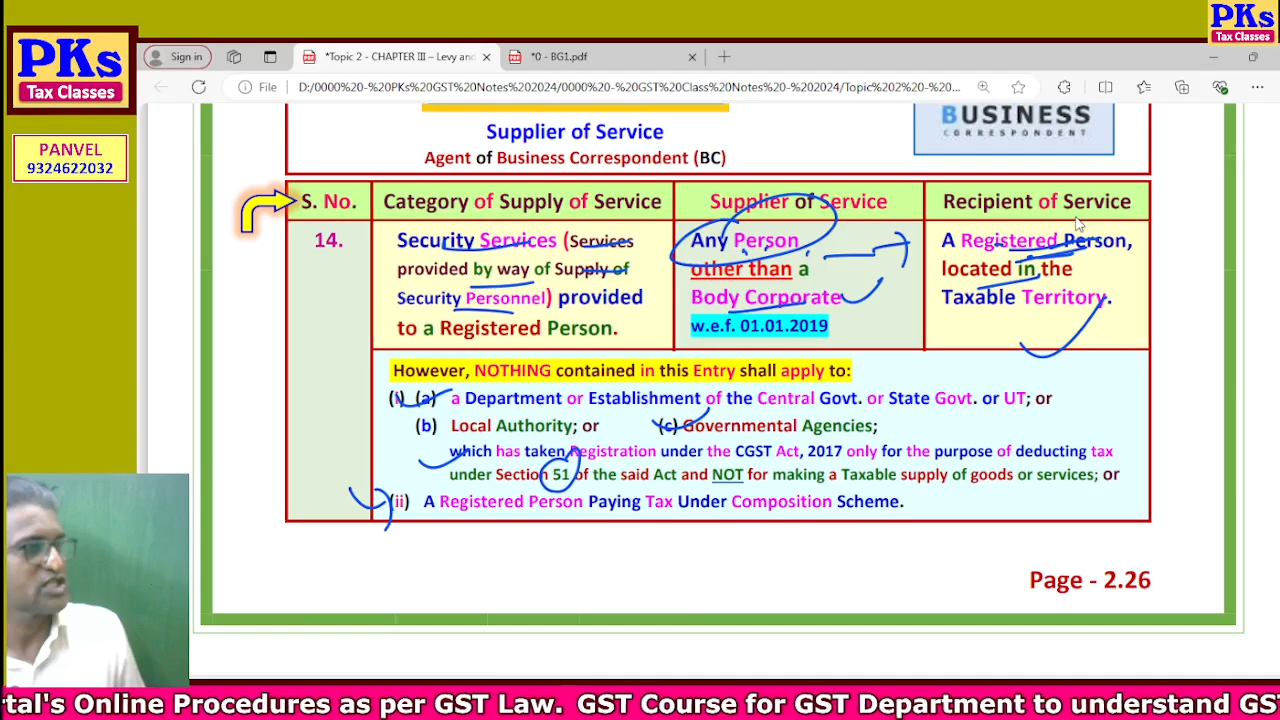 PKs
Tax Classes
PKs
Tax Classes
PANVEL
9324622032
Sign in
*Topic 2 - CHAPTER III – Levy and
*0 - BG1.pdf
File
D:/0000%20-%20PKs%20GST%20Notes%202024/0000%20-%20GST%20Class%20Notes%20-%202024/Topic%202%20-%20...
BUSINESS
CORRESPONDENT
Supplier of Service
Agent of Business Correspondent (BC)
S. No. Category of Supply of Service Supplier of Service Recipient of Service
14.
Security Services (Services
provided by way of Supply of
Security Personnel) provided
to a Registered Person.
Any Person
other than a
Body Corporate
w.e.f. 01.01.2019
A Registered Person,
located in the
Taxable Territory.
However, NOTHING contained in this Entry shall apply to:
(i) (a) a Department or Establishment of the Central Govt. or State Govt. or UT; or
(b) Local Authority; or (c) Governmental Agencies;
which has taken Registration under the CGST Act, 2017 only for the purpose of deducting tax
under Section 51 of the said Act and NOT for making a Taxable supply of goods or services; or
(ii) A Registered Person Paying Tax Under Composition Scheme.
Page - 2.26
rtal's Online Procedures as per GST Law. GST Course for GST Department to understand GS